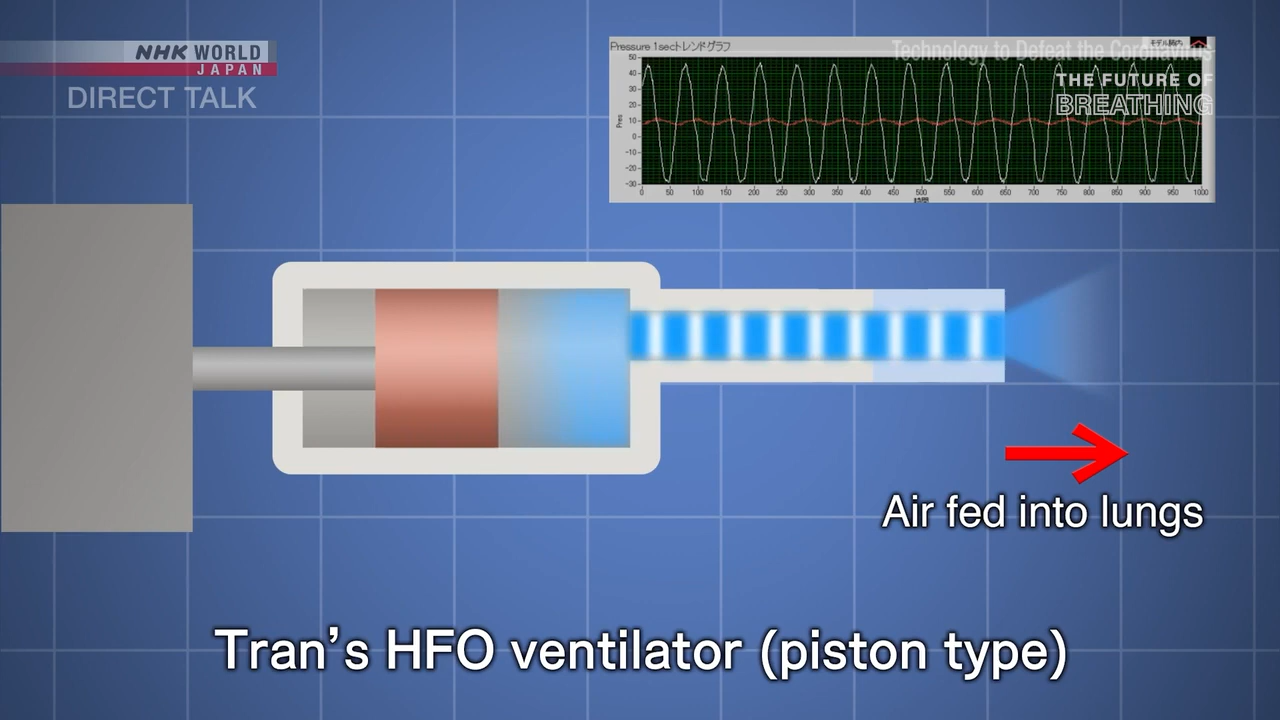 NHK WORLD
JAPAN
DIRECT TALK
Pressure 1secトレンドグラフ
Technology to Defeat the Coronavirus
THE FUTURE OF
BREATHING
Pres
50
40
30
20
10
0
-10
-20
-30
0 50 100 150 200 250 300 350 400 450 500 550 600 650 700 750 800 850 900 950 1000
時間
Air fed into lungs
Tran's HFO ventilator (piston type)